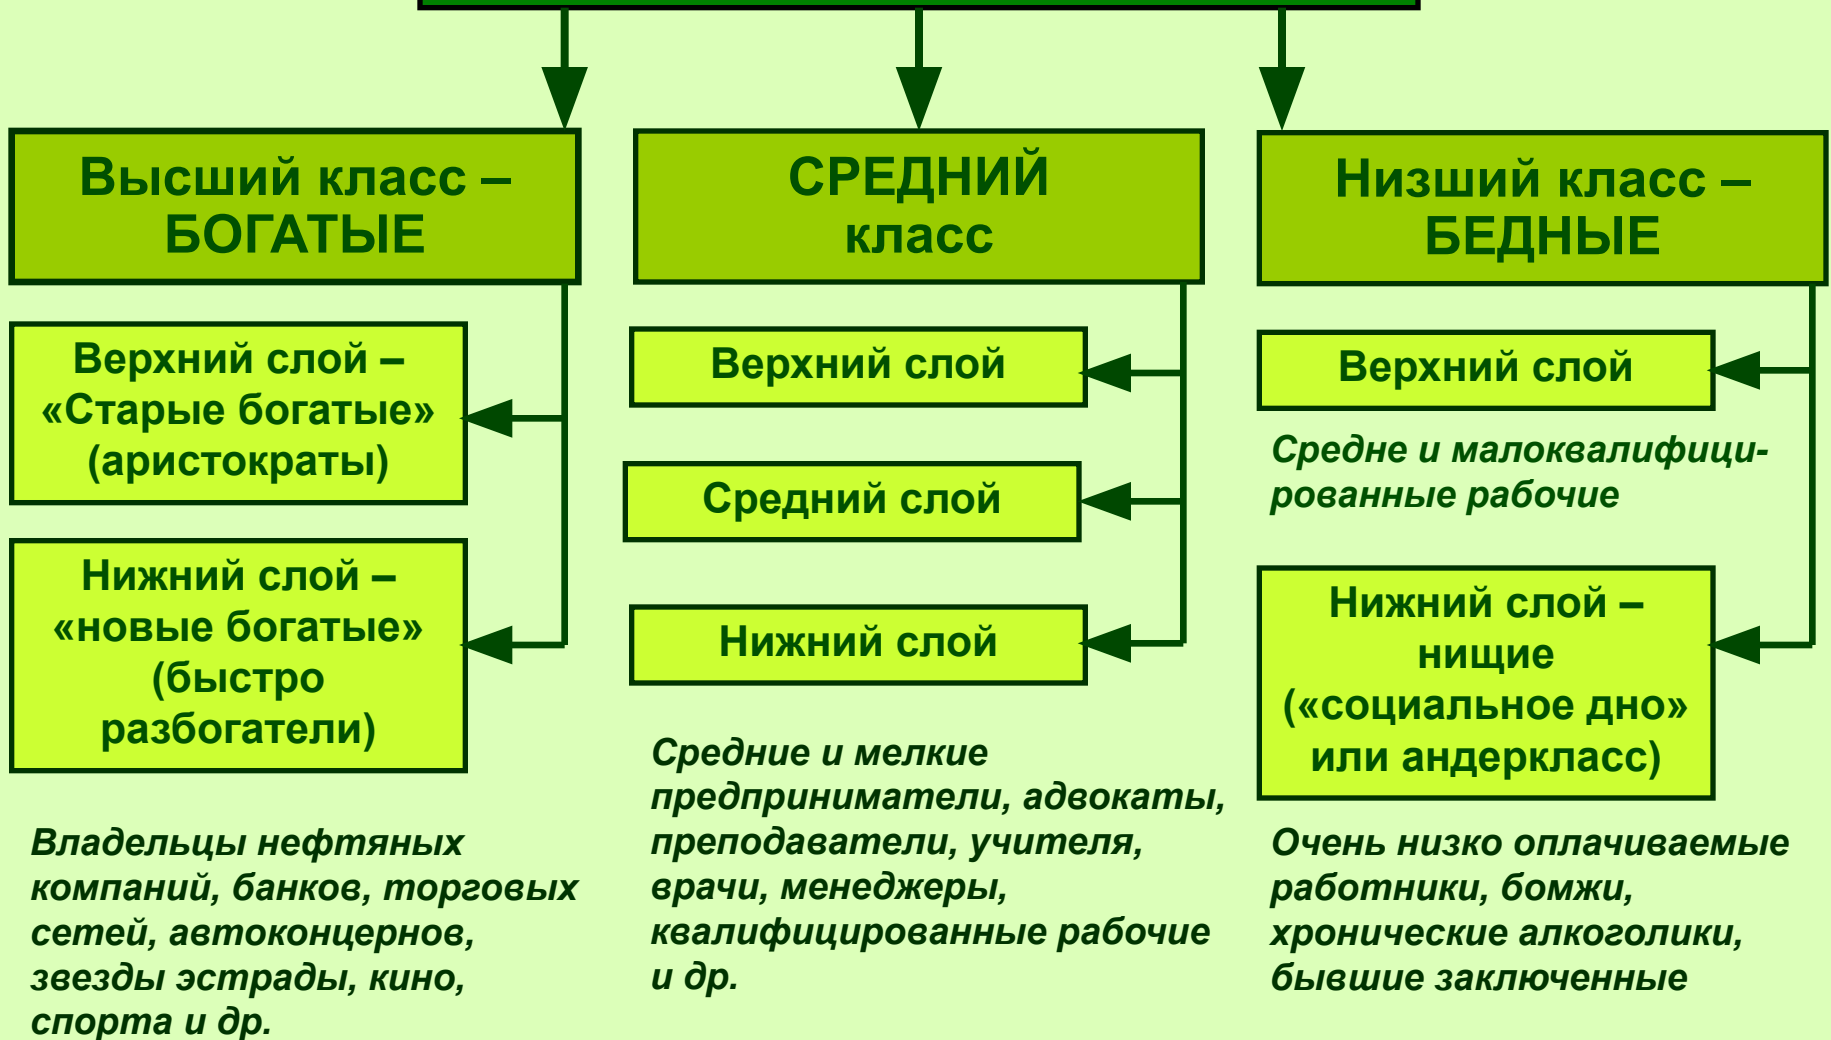 Высший класс –
БОГАТЫЕ
Верхний слой –
«Старые богатые»
(аристократы)
Нижний слой –
«новые богатые»
(быстро
разбогатели)
Владельцы нефтяных
компаний, банков, торговых
сетей, автоконцернов,
звезды эстрады, кино,
спорта и др.
СРЕДНИЙ
класс
Верхний слой
Средний слой
Нижний слой
Средние и мелкие
предприниматели, адвокаты,
преподаватели, учителя,
врачи, менеджеры,
квалифицированные рабочие
и др.
Низший класс –
БЕДНЫЕ
Верхний слой
Средне и малоквалифици-
рованные рабочие
Нижний слой –
нищие
(«социальное дно»
или андеркласс)
Очень низко оплачиваемые
работники, бомжи,
хронические алкоголики,
бывшие заключенные